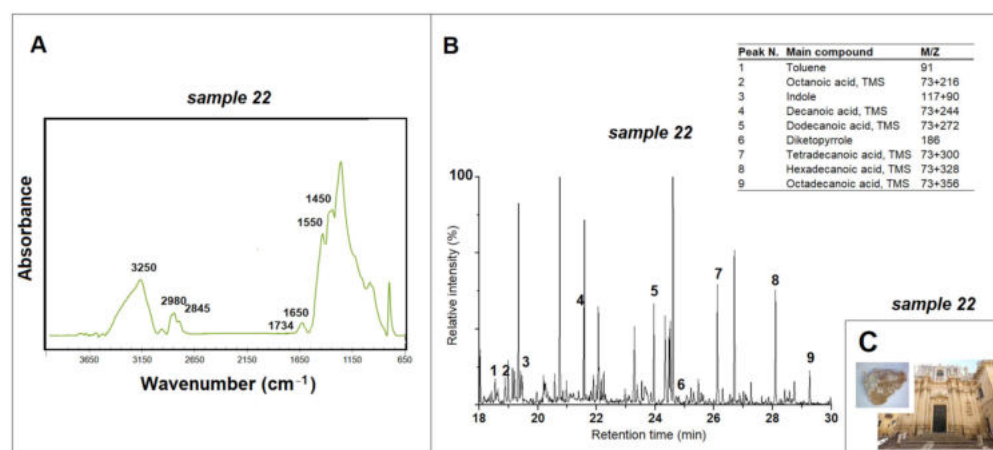 A
sample 22
Absorbance
3250
2980
2845
1734
1650
1550
1450
3650 3150 2650 2150 1650 1150 650
Wavenumber (cm⁻¹)
B
Peak N. Main compound M/Z
1 Toluene 91
2 Octanoic acid, TMS 73+216
3 Indole 117+90
4 Decanoic acid, TMS 73+244
5 Dodecanoic acid, TMS 73+272
6 Diketopyrrole 186
7 Tetradecanoic acid, TMS 73+300
8 Hexadecanoic acid, TMS 73+328
9 Octadecanoic acid, TMS 73+356
sample 22
100
Relative intensity (%)
1 2 3 4 5 6 7 8 9
18 20 22 24 26 28 30
Retention time (min)
sample 22
C